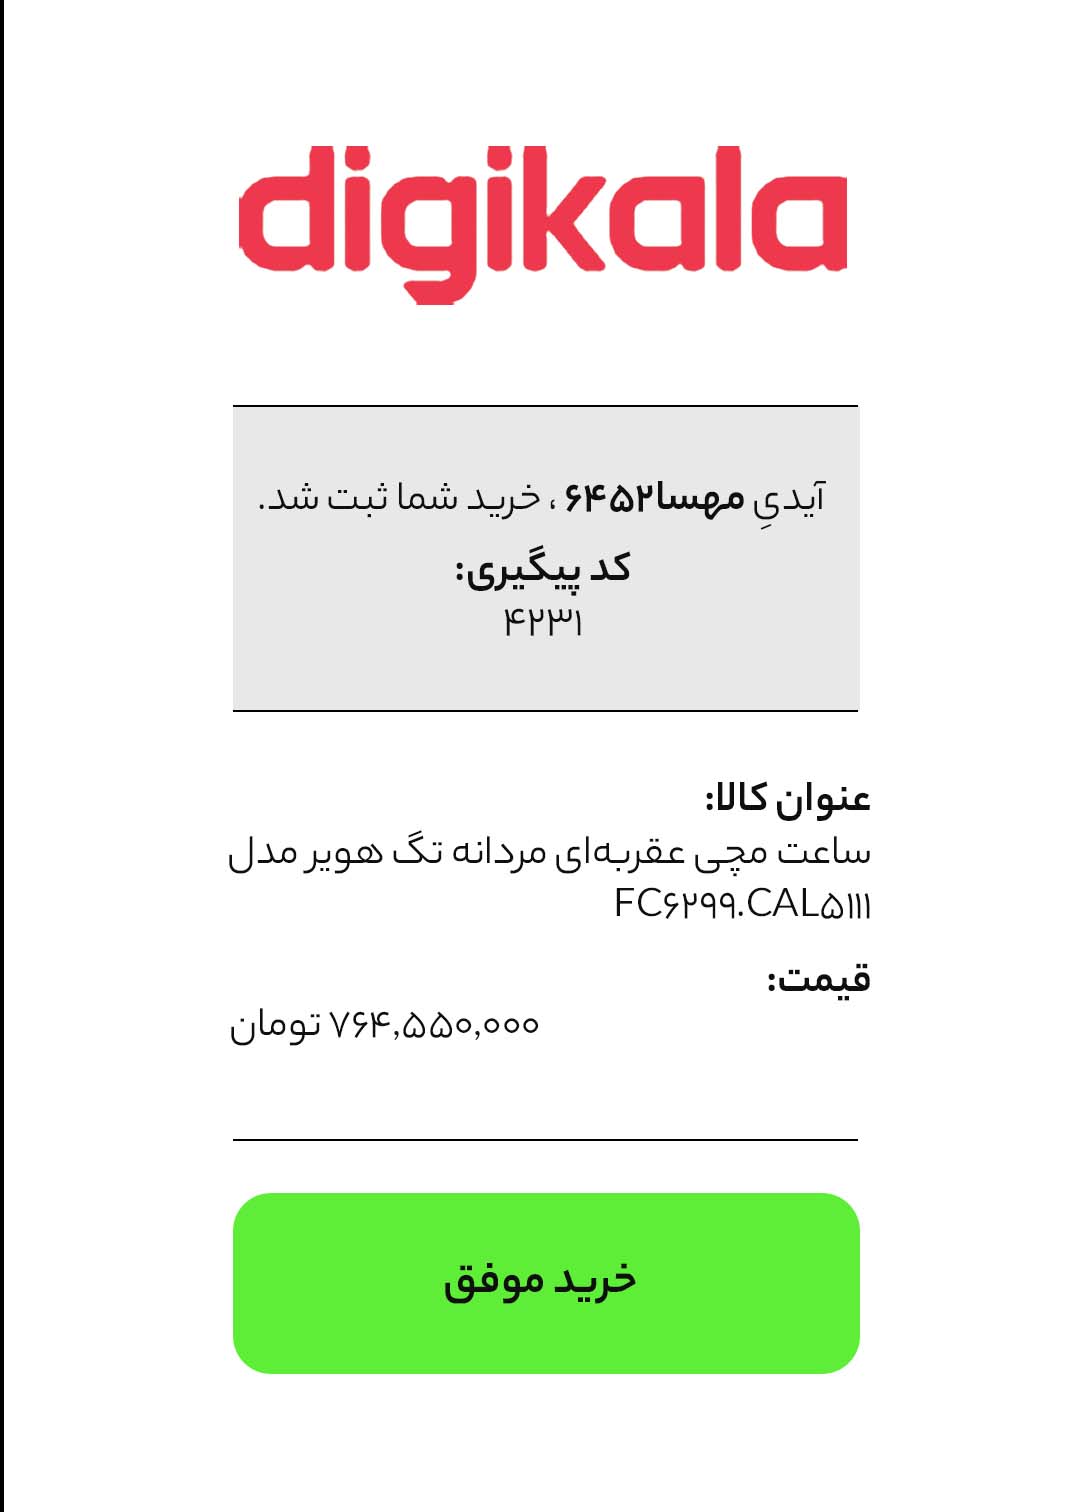 digikala
آیدیِ مهسا۶۴۵۲ ، خرید شما ثبت شد.
کد پیگیری:
۴۲۳۱
عنوان کالا:
ساعت مچی عقربه‌ای مردانه تگ هویر مدل
FC۶۲۹۹.CAL۵۱۱۱
قیمت:
۷۶۴,۵۵۰,۰۰۰ تومان
خرید موفق